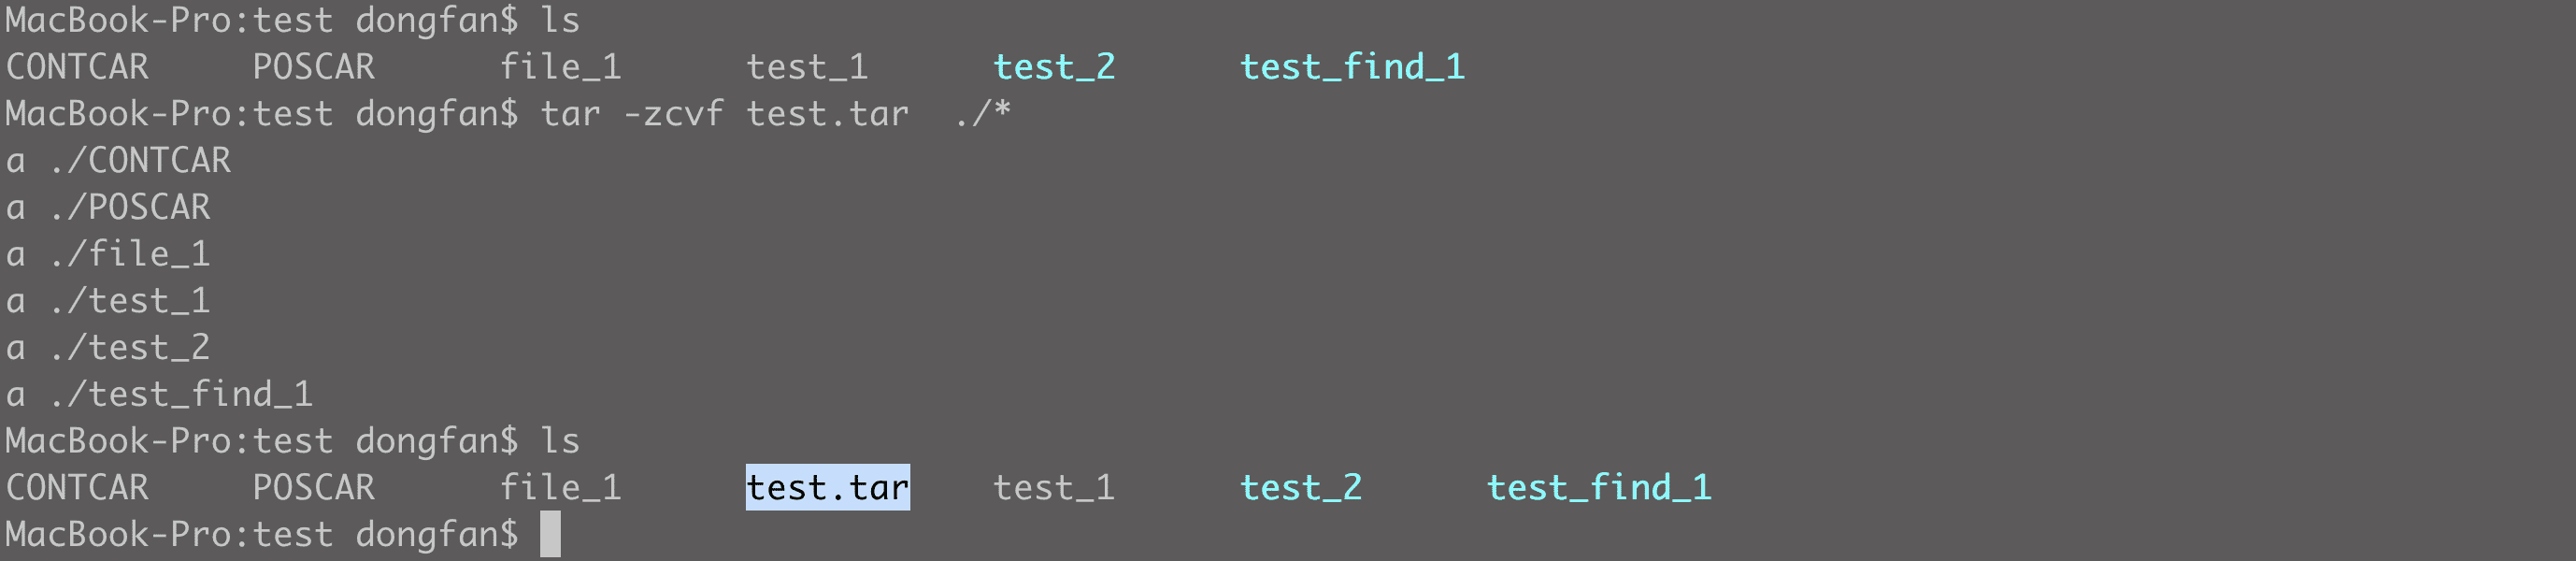 MacBook-Pro:test dongfan$ ls
CONTCAR POSCAR file_1 test_1 test_2 test_find_1
MacBook-Pro:test dongfan$ tar -zcvf test.tar  ./*
a ./CONTCAR
a ./POSCAR
a ./file_1
a ./test_1
a ./test_2
a ./test_find_1
MacBook-Pro:test dongfan$ ls
CONTCAR POSCAR file_1 test.tar test_1 test_2 test_find_1
MacBook-Pro:test dongfan$